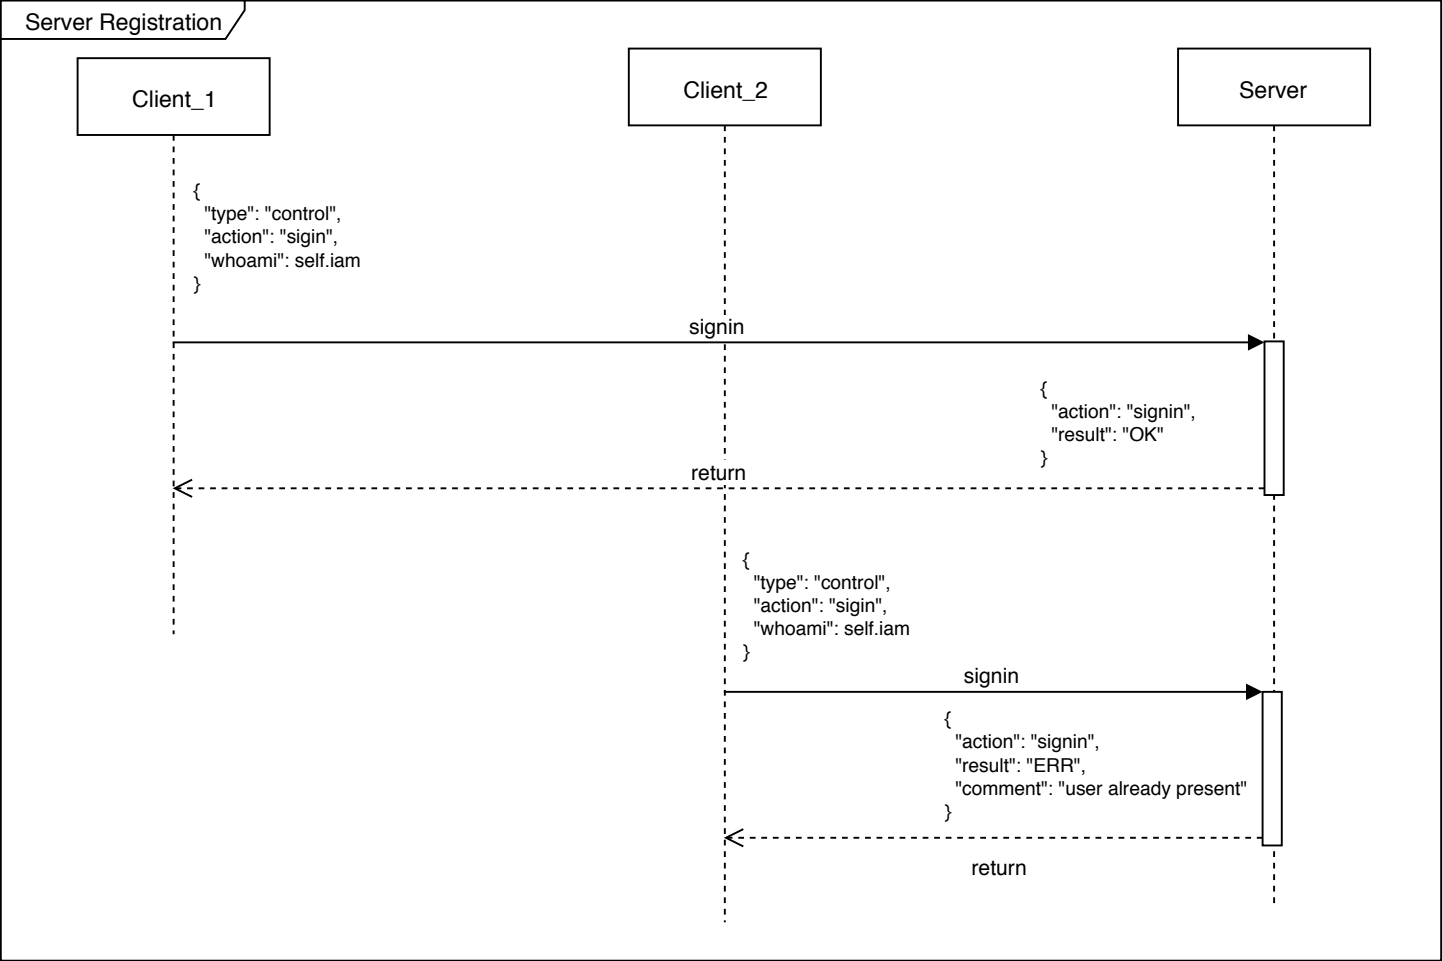 Server Registration
Client_1
Client_2
Server
{
"type": "control",
"action": "sigin",
"whoami": self.iam
}
signin
{
"action": "signin",
"result": "OK"
}
return
{
"type": "control",
"action": "sigin",
"whoami": self.iam
}
signin
{
"action": "signin",
"result": "ERR",
"comment": "user already present"
}
return